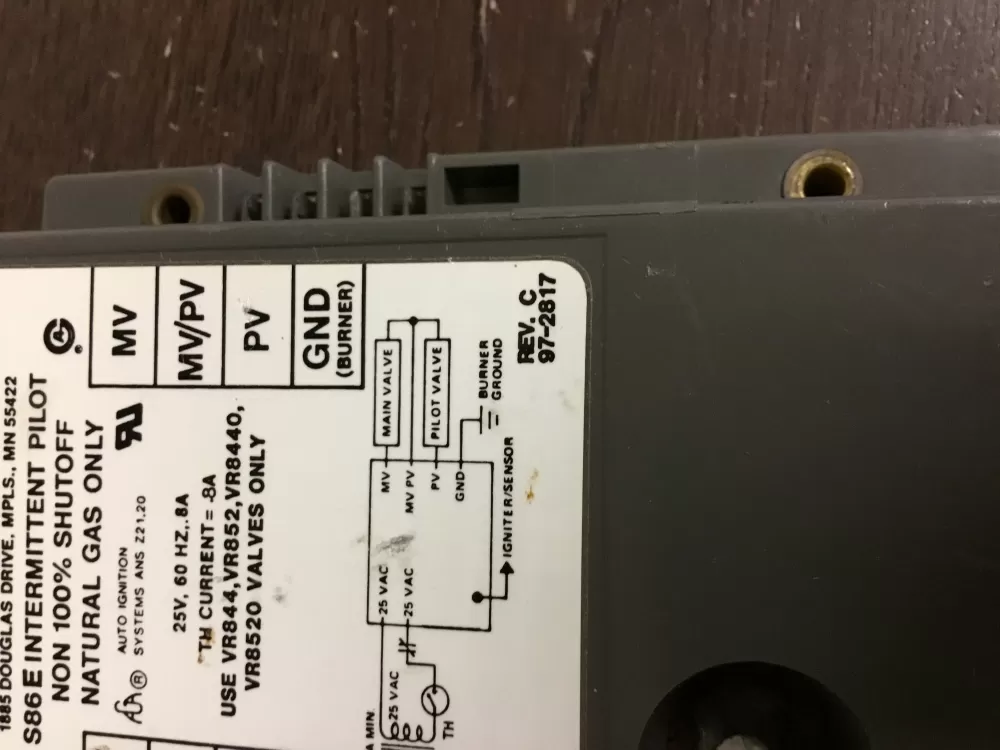 1885 DOUGLAS DRIVE, MPLS., MN 55422
S86 E INTERMITTENT PILOT
NON 100% SHUTOFF
NATURAL GAS ONLY
AUTO IGNITION
SYSTEMS ANS Z21.20
25V, 60 HZ, .8A
TH CURRENT= .8A
USE VR844,VR852,VR8440,
VR8520 VALVES ONLY
MV
MV/PV
PV
GND
(BURNER)
MAIN VALVE
PILOT VALVE
BURNER
GROUND
MV
MV PV
PV
GND
25 VAC
25 VAC
IGNITER/SENSOR
25 VAC
TH
A MIN.
REV. C
97-2817